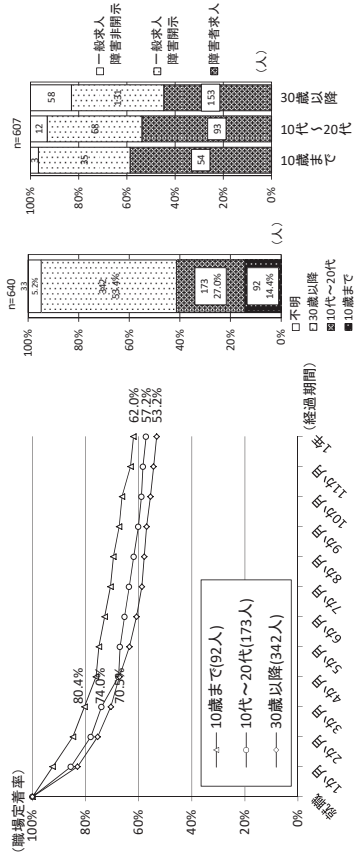 (職場定着率)
100%
80%
60%
40%
20%
0%
80.4%
74.0%
70.5%
62.0%
57.2%
53.2%
10歳まで(92人)
10代～20代(173人)
30歳以降(342人)
就職
1か月
2か月
3か月
4か月
5か月
6か月
7か月
8か月
9か月
10か月
11か月
1年
(経過期間)
n=640
100%
80%
60%
40%
20%
0%
33
5.2%
342
53.4%
173
27.0%
92
14.4%
(人)
不明
30歳以降
10代～20代
10歳まで
n=607
100%
80%
60%
40%
20%
0%
3
35
54
12
68
93
58
131
153
10歳まで
10代～20代
30歳以降
(人)
一般求人
障害非開示
一般求人
障害開示
障害者求人